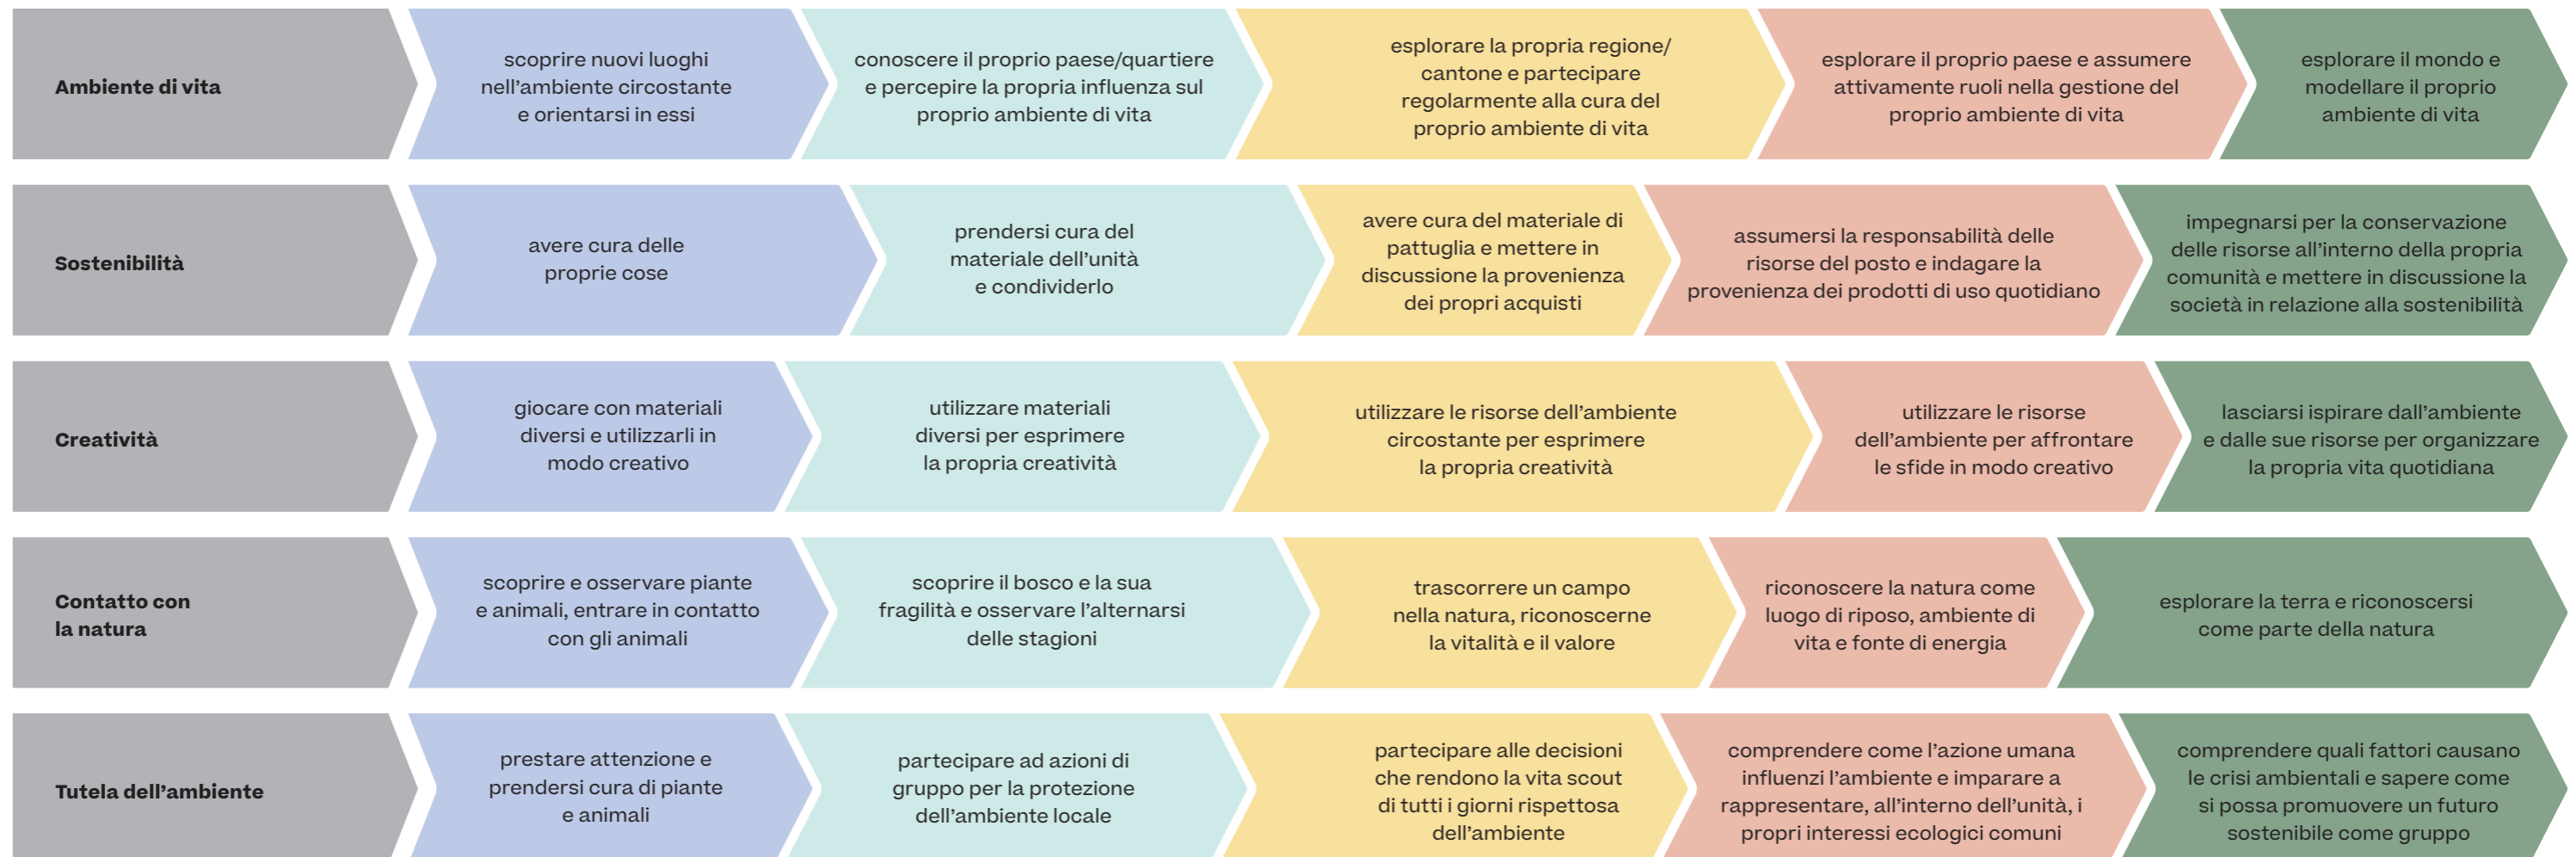 Ambiente di vita
scoprire nuovi luoghi
nell’ambiente circostante
e orientarsi in essi
conoscere il proprio paese/quartiere
e percepire la propria influenza sul
proprio ambiente di vita
esplorare la propria regione/
cantone e partecipare
regolarmente alla cura del
proprio ambiente di vita
esplorare il proprio paese e assumere
attivamente ruoli nella gestione del
proprio ambiente di vita
esplorare il mondo e
modellare il proprio
ambiente di vita
Sostenibilità
avere cura delle
proprie cose
prendersi cura del
materiale dell’unità
e condividerlo
avere cura del materiale di
pattuglia e mettere in
discussione la provenienza
dei propri acquisti
assumersi la responsabilità delle
risorse del posto e indagare la
provenienza dei prodotti di uso quotidiano
impegnarsi per la conservazione
delle risorse all’interno della propria
comunità e mettere in discussione la
società in relazione alla sostenibilità
Creatività
giocare con materiali
diversi e utilizzarli in
modo creativo
utilizzare materiali
diversi per esprimere
la propria creatività
utilizzare le risorse dell’ambiente
circostante per esprimere
la propria creatività
utilizzare le risorse
dell’ambiente per affrontare
le sfide in modo creativo
lasciarsi ispirare dall’ambiente
e dalle sue risorse per organizzare
la propria vita quotidiana
Contatto con
la natura
scoprire e osservare piante
e animali, entrare in contatto
con gli animali
scoprire il bosco e la sua
fragilità e osservare l’alternarsi
delle stagioni
trascorrere un campo
nella natura, riconoscerne
la vitalità e il valore
riconoscere la natura come
luogo di riposo, ambiente di
vita e fonte di energia
esplorare la terra e riconoscersi
come parte della natura
Tutela dell’ambiente
prestare attenzione e
prendersi cura di piante
e animali
partecipare ad azioni di
gruppo per la protezione
dell’ambiente locale
partecipare alle decisioni
che rendono la vita scout
di tutti i giorni rispettosa
dell’ambiente
comprendere come l’azione umana
influenzi l’ambiente e imparare a
rappresentare, all’interno dell’unità, i
propri interessi ecologici comuni
comprendere quali fattori causano
le crisi ambientali e sapere come
si possa promuovere un futuro
sostenibile come gruppo